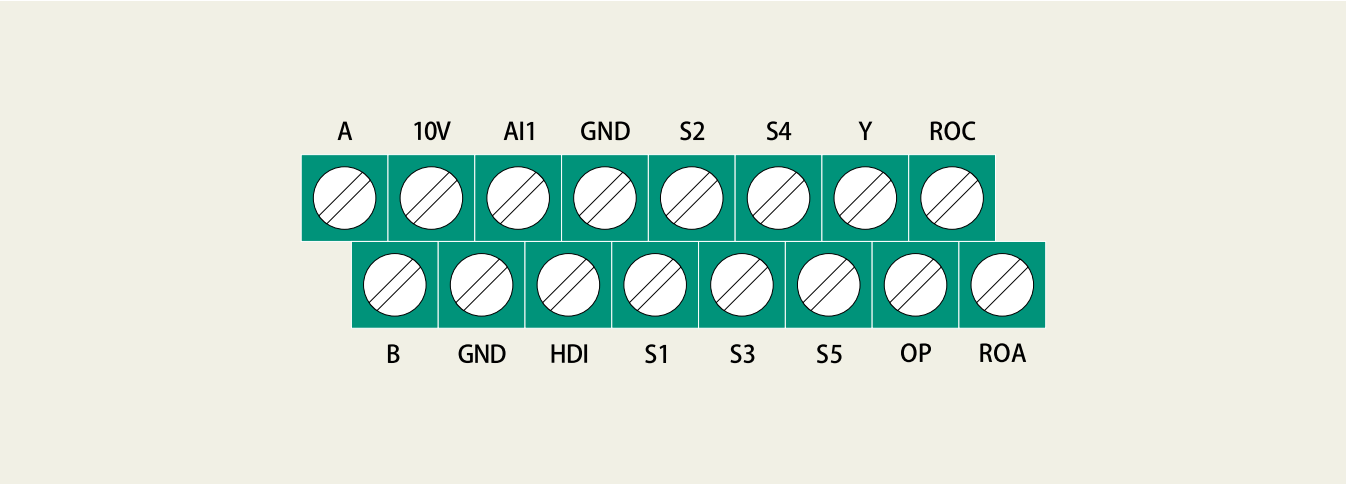 A 10V AI1 GND S2 S4 Y ROC
B GND HDI S1 S3 S5 OP ROA